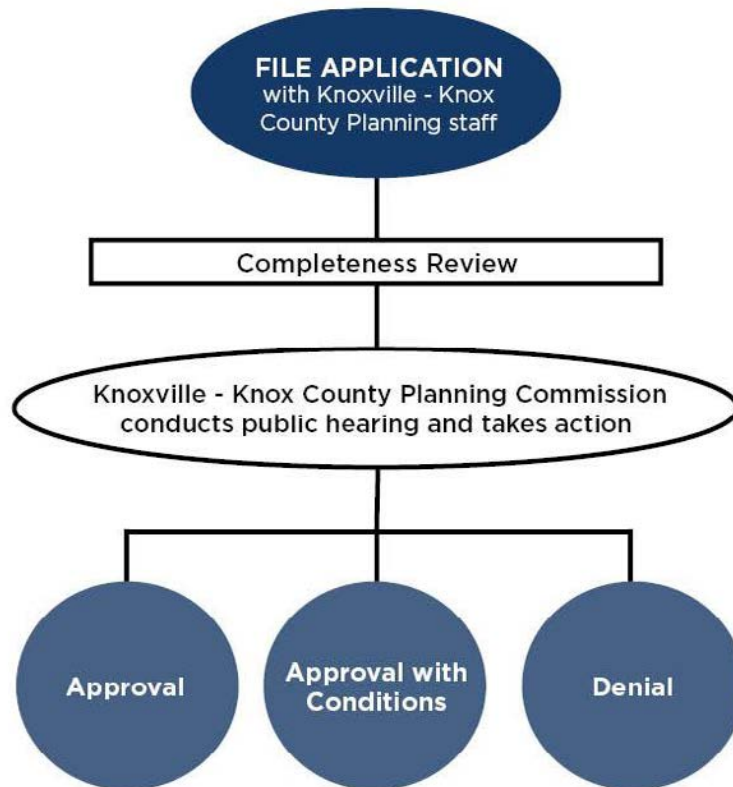 FILE APPLICATION
with Knoxville - Knox
County Planning staff
Completeness Review
Knoxville - Knox County Planning Commission
conducts public hearing and takes action
Approval
Approval with
Conditions
Denial